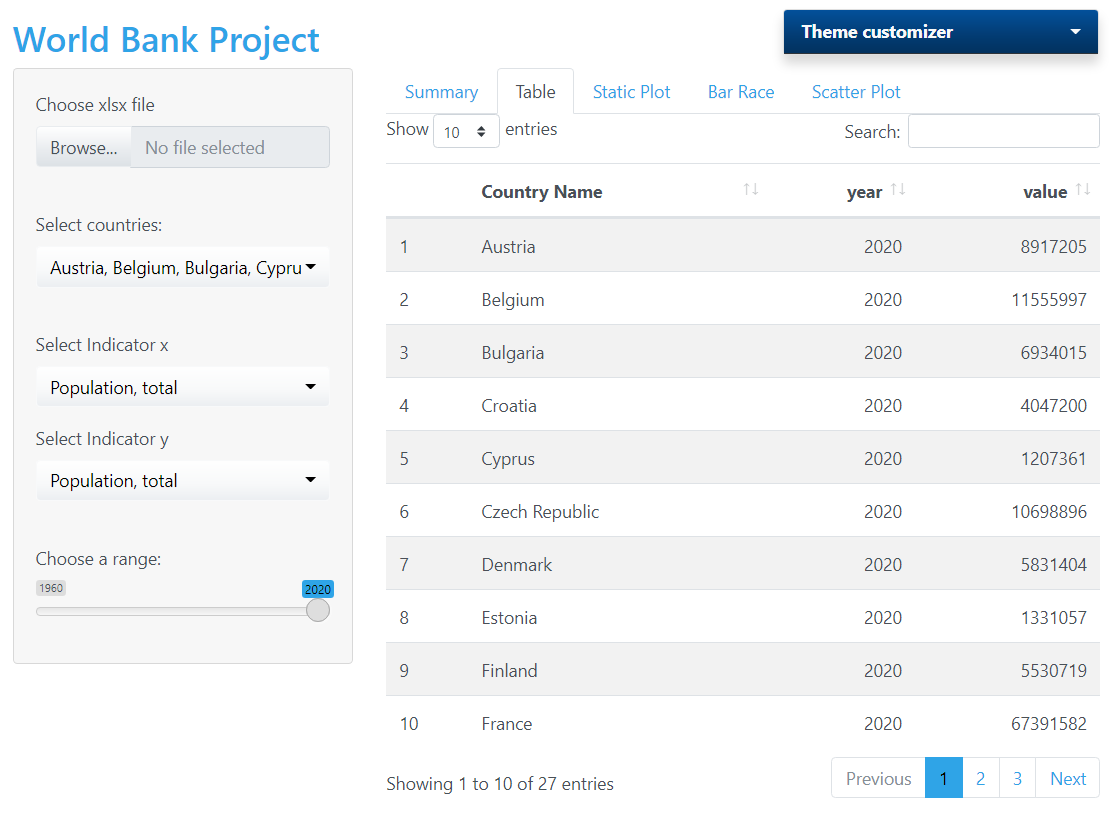 World Bank Project
Theme customizer
Choose xlsx file
Browse... No file selected
Select countries:
Austria, Belgium, Bulgaria, Cypru
Select Indicator x
Population, total
Select Indicator y
Population, total
Choose a range:
1960 2020
Summary Table Static Plot Bar Race Scatter Plot
Show 10 entries Search:
Country Name year value
1 Austria 2020 8917205
2 Belgium 2020 11555997
3 Bulgaria 2020 6934015
4 Croatia 2020 4047200
5 Cyprus 2020 1207361
6 Czech Republic 2020 10698896
7 Denmark 2020 5831404
8 Estonia 2020 1331057
9 Finland 2020 5530719
10 France 2020 67391582
Showing 1 to 10 of 27 entries
Previous 1 2 3 Next